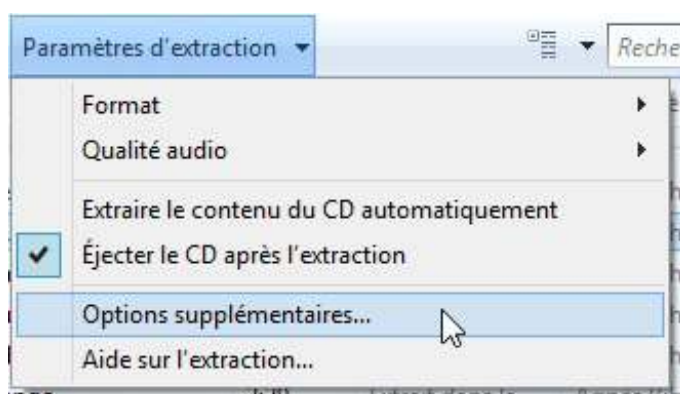 Paramètres d'extraction
Reche
Format
Qualité audio
Extraire le contenu du CD automatiquement
Éjecter le CD après l'extraction
Options supplémentaires...
Aide sur l'extraction...